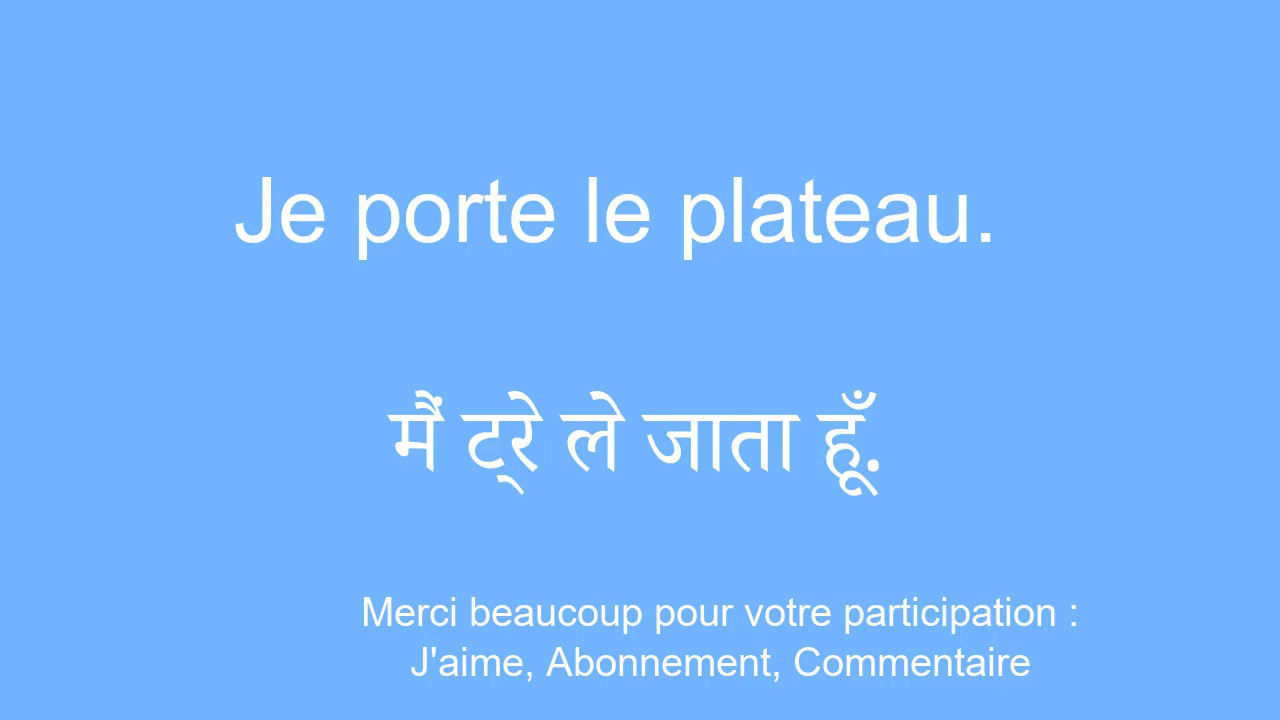 Je porte le plateau.
मैं ट्रे ले जाता हूँ.
Merci beaucoup pour votre participation :
J'aime, Abonnement, Commentaire